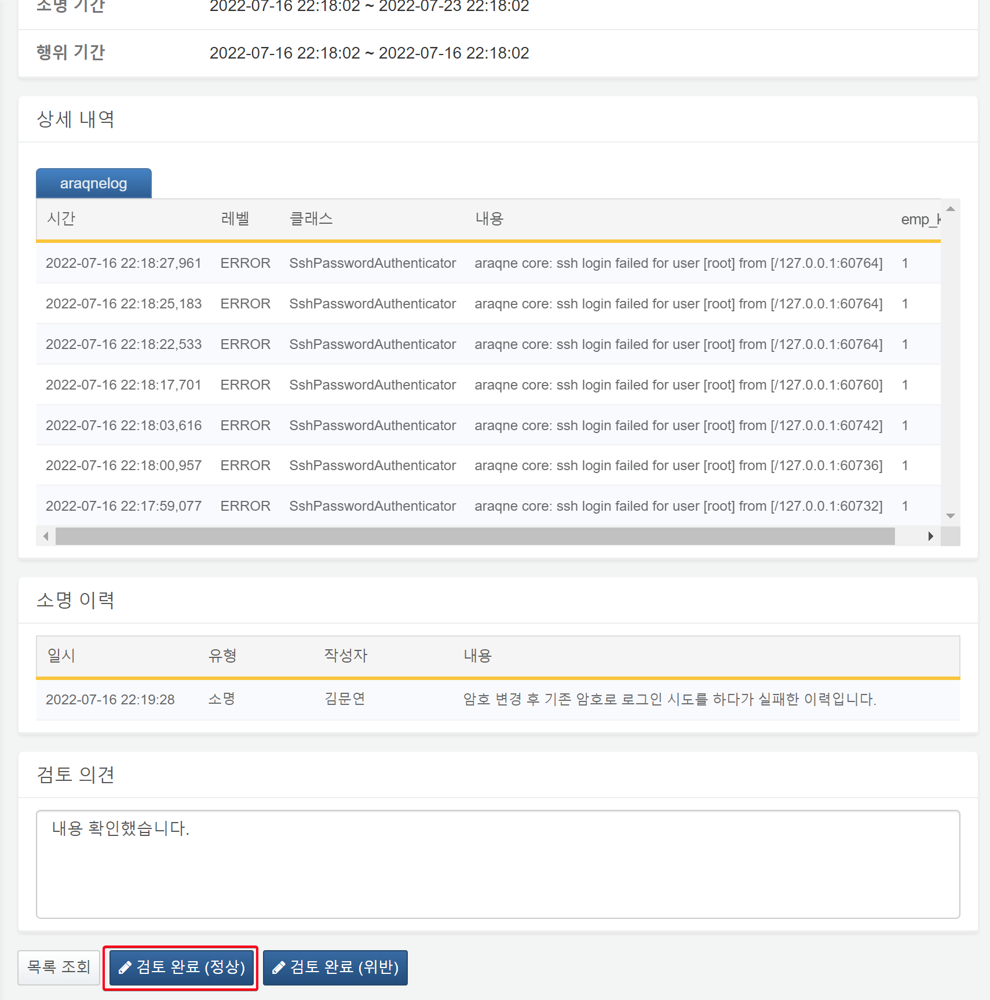 소명 기간 2022-07-16 22:18:02 ~ 2022-07-23 22:18:02
행위 기간 2022-07-16 22:18:02 ~ 2022-07-16 22:18:02
상세 내역
araqnelog
시간 레벨 클래스 내용 emp_k
2022-07-16 22:18:27,961 ERROR SshPasswordAuthenticator araqne core: ssh login failed for user [root] from [/127.0.0.1:60764] 1
2022-07-16 22:18:25,183 ERROR SshPasswordAuthenticator araqne core: ssh login failed for user [root] from [/127.0.0.1:60764] 1
2022-07-16 22:18:22,533 ERROR SshPasswordAuthenticator araqne core: ssh login failed for user [root] from [/127.0.0.1:60764] 1
2022-07-16 22:18:17,701 ERROR SshPasswordAuthenticator araqne core: ssh login failed for user [root] from [/127.0.0.1:60760] 1
2022-07-16 22:18:03,616 ERROR SshPasswordAuthenticator araqne core: ssh login failed for user [root] from [/127.0.0.1:60742] 1
2022-07-16 22:18:00,957 ERROR SshPasswordAuthenticator araqne core: ssh login failed for user [root] from [/127.0.0.1:60736] 1
2022-07-16 22:17:59,077 ERROR SshPasswordAuthenticator araqne core: ssh login failed for user [root] from [/127.0.0.1:60732] 1
소명 이력
일시 유형 작성자 내용
2022-07-16 22:19:28 소명 김문연 암호 변경 후 기존 암호로 로그인 시도를 하다가 실패한 이력입니다.
검토 의견
내용 확인했습니다.
목록 조회 검토 완료 (정상) 검토 완료 (위반)